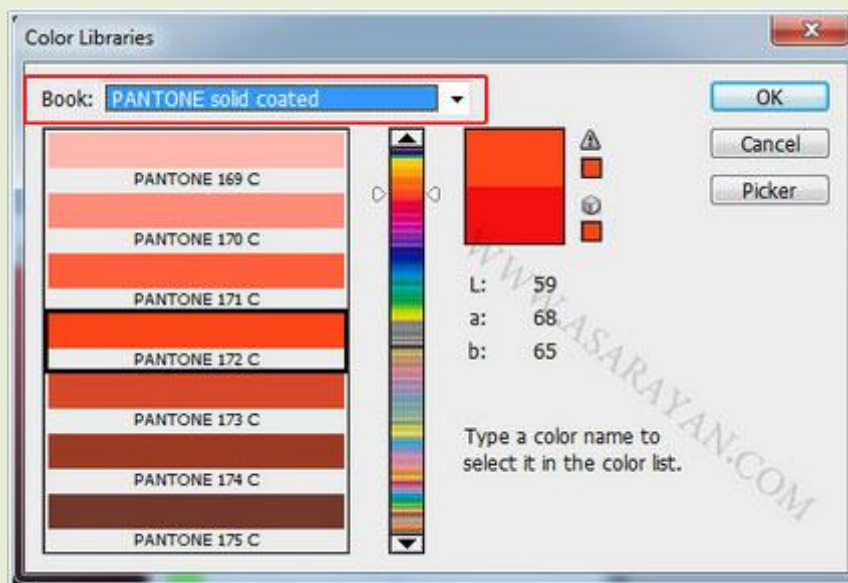 Color Libraries
Book: PANTONE solid coated
OK
Cancel
Picker
PANTONE 169 C
PANTONE 170 C
PANTONE 171 C
PANTONE 172 C
PANTONE 173 C
PANTONE 174 C
PANTONE 175 C
L: 59
a: 68
b: 65
Type a color name to
select it in the color list.
WWW.ASARAYAN.COM